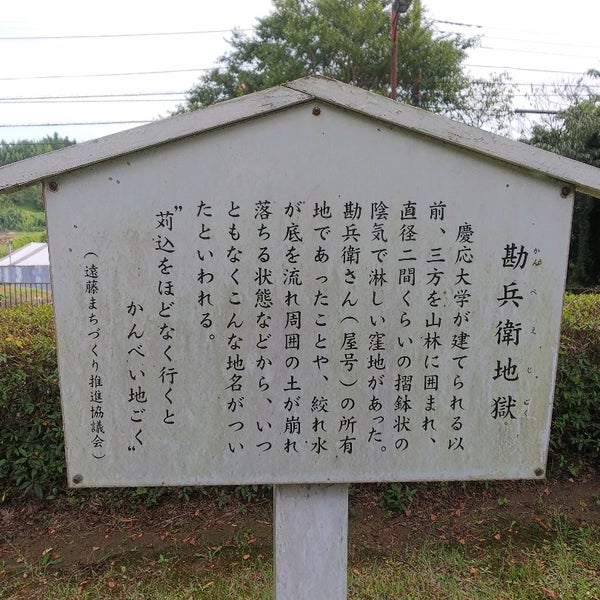 勘兵衛地獄
かんべえじごく
慶応大学が建てられる以
前、三方を山林に囲まれ、
直径二間くらいの摺鉢状の
陰気で淋しい窪地があった。
勘兵衛さん(屋号)の所有
地であったことや、絞れ水
が底を流れ周囲の土が崩れ
落ちる状態などから、いつ
ともなくこんな地名がつい
たといわれる。
"苅込をほどなく行くと
かんべい地ごく"
(遠藤まちづくり推進協議会)